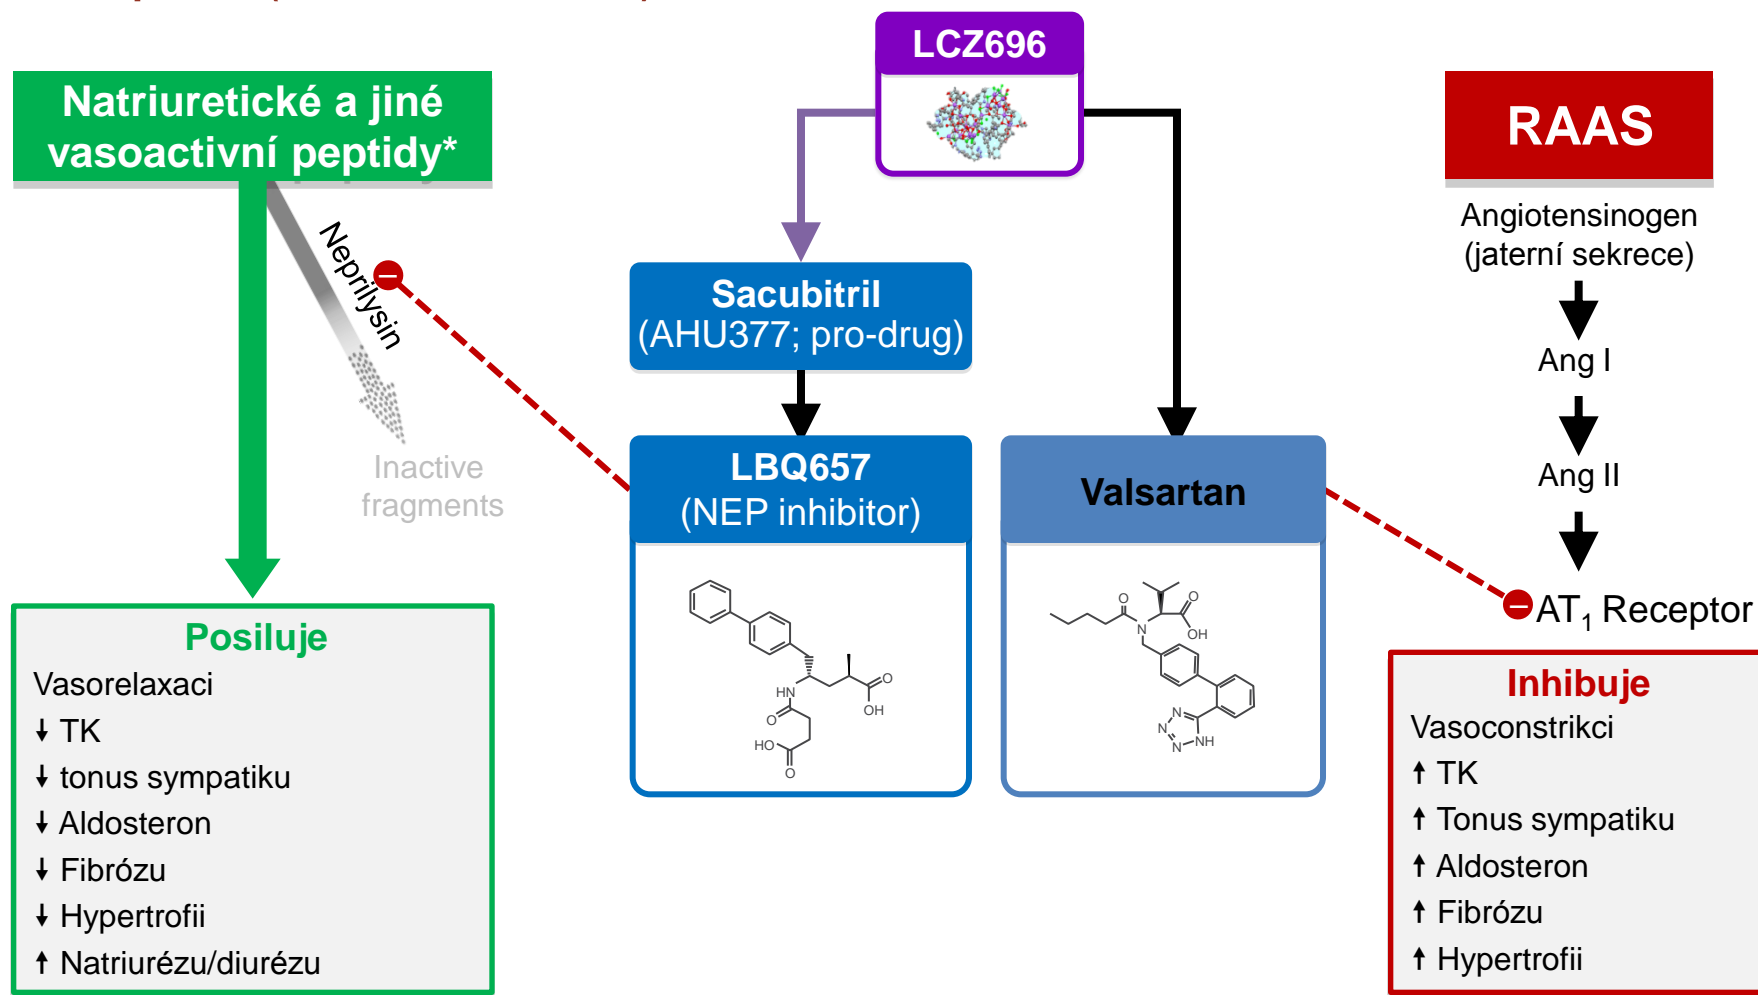 LCZ696
Natriuretické a jiné
vasoactivní peptidy*
RAAS
Neprilysin
Inactive
fragments
Sacubitril
(AHU377; pro-drug)
LBQ657
(NEP inhibitor)
HN
O
O
OH
HO
O
Valsartan
O
O
N
OH
N
N
N
N
NH
Angiotensinogen
(jaterní sekrece)
Ang I
Ang II
AT1 Receptor
Posiluje
Vasorelaxaci
↓ TK
↓ tonus sympatiku
↓ Aldosteron
↓ Fibrózu
↓ Hypertrofii
↑ Natriurézu/diurézu
Inhibuje
Vasoconstrikci
↑ TK
↑ Tonus sympatiku
↑ Aldosteron
↑ Fibrózu
↑ Hypertrofii